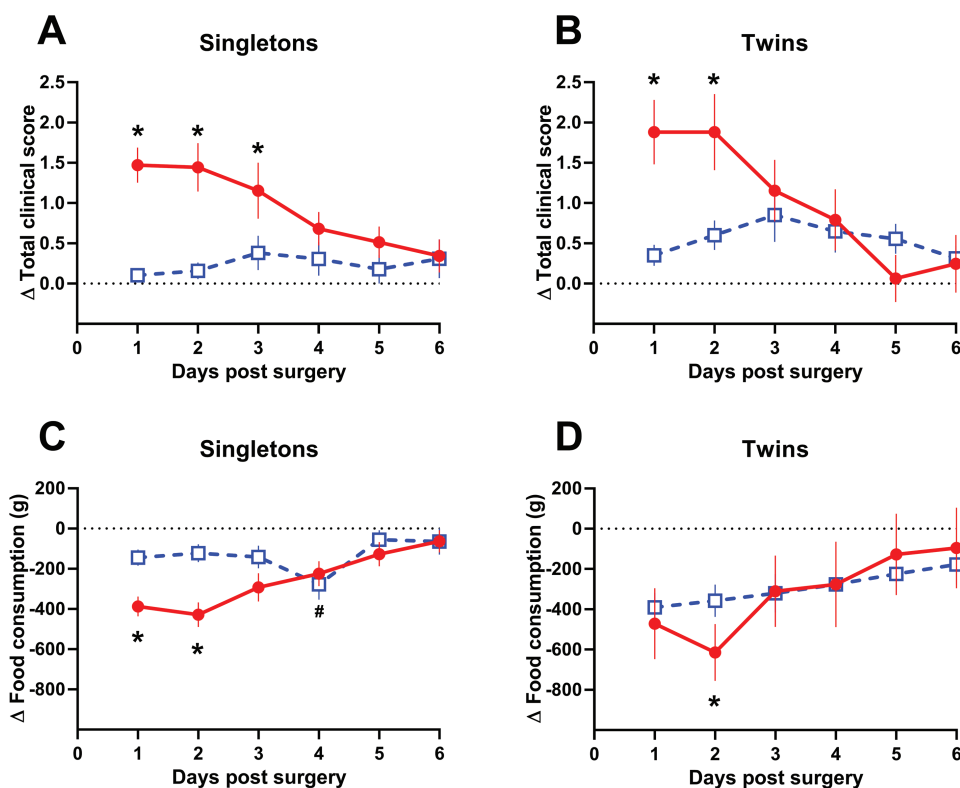 A
Singletons
Δ Total clinical score
2.5
2.0
1.5
1.0
0.5
0.0
* * *
0 1 2 3 4 5 6
Days post surgery
B
Twins
Δ Total clinical score
2.5
2.0
1.5
1.0
0.5
0.0
* *
0 1 2 3 4 5 6
Days post surgery
C
Singletons
Δ Food consumption (g)
200
0
-200
-400
-600
-800
#
* *
0 1 2 3 4 5 6
Days post surgery
D
Twins
Δ Food consumption (g)
200
0
-200
-400
-600
-800
*
0 1 2 3 4 5 6
Days post surgery